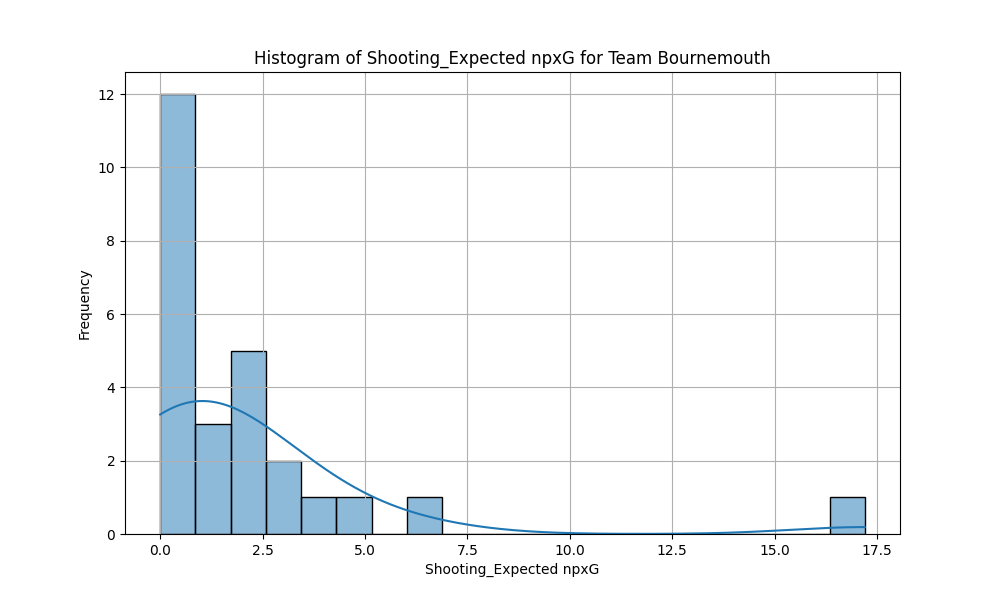 Histogram of Shooting_Expected npxG for Team Bournemouth
Frequency
12
10
8
6
4
2
0
0.0 2.5 5.0 7.5 10.0 12.5 15.0 17.5
Shooting_Expected npxG